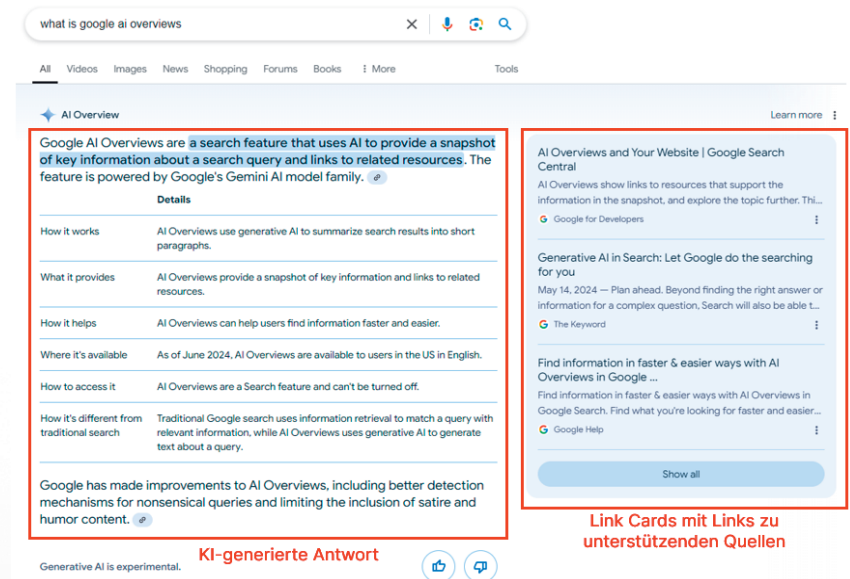 what is google ai overviews
All Videos Images News Shopping Forums Books More Tools
AI Overview
Learn more
Google AI Overviews are a search feature that uses AI to provide a snapshot
of key information about a search query and links to related resources. The
feature is powered by Google's Gemini AI model family.
Details
How it works
AI Overviews use generative AI to summarize search results into short
paragraphs.
What it provides
AI Overviews provide a snapshot of key information and links to related
resources.
How it helps
AI Overviews can help users find information faster and easier.
Where it's available
As of June 2024, AI Overviews are available to users in the US in English.
How to access it
AI Overviews are a Search feature and can't be turned off.
How it's different from
traditional search
Traditional Google search uses information retrieval to match a query with
relevant information, while AI Overviews uses generative AI to generate
text about a query.
Google has made improvements to AI Overviews, including better detection
mechanisms for nonsensical queries and limiting the inclusion of satire and
humor content.
KI-generierte Antwort
Generative AI is experimental.
AI Overviews and Your Website | Google Search
Central
AI Overviews show links to resources that support the
information in the snapshot, and explore the topic further. Thi...
G Google for Developers
Generative AI in Search: Let Google do the searching
for you
May 14, 2024 — Plan ahead. Beyond finding the right answer or
information for a complex question, Search will also be able t...
G The Keyword
Find information in faster & easier ways with AI
Overviews in Google ...
Find information in faster & easier ways with AI Overviews in
Google Search. Find what you're looking for faster and easier...
G Google Help
Show all
Link Cards mit Links zu
unterstützenden Quellen